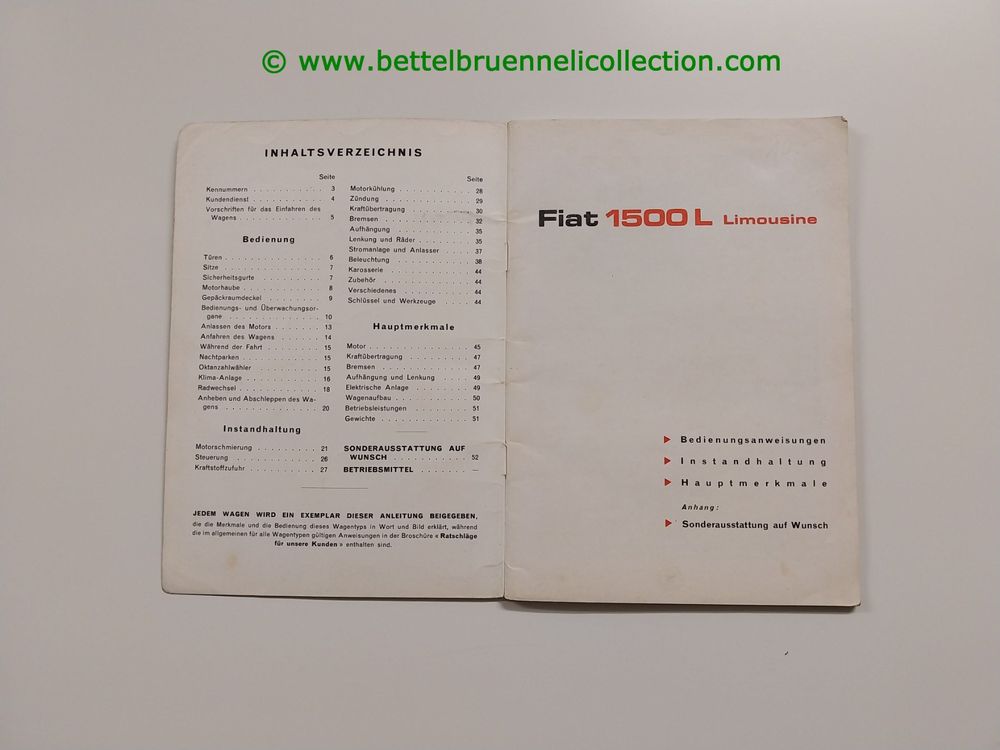 © www.bettelbruennelicollection.com
INHALTSVERZEICHNIS
Seite
Kennummern . . . . . . . . . . . 3
Kundendienst . . . . . . . . . . . 4
Vorschriften für das Einfahren des
Wagens . . . . . . . . . . . 5
Bedienung
Türen . . . . . . . . . . . 6
Sitze . . . . . . . . . . . 7
Sicherheitsgurte . . . . . . . . . . . 7
Motorhaube . . . . . . . . . . . 8
Gepäckraumdeckel . . . . . . . . . . . 9
Bedienungs- und Überwachungsor-
gane . . . . . . . . . . . 10
Anlassen des Motors . . . . . . . . 13
Anfahren des Wagens . . . . . . . 14
Während der Fahrt . . . . . . . . . 15
Nachtparken . . . . . . . . . . . 15
Oktanzahlwähler . . . . . . . . . . . 15
Klima-Anlage . . . . . . . . . . . 16
Radwechsel . . . . . . . . . . . 18
Anheben und Abschleppen des Wa-
gens . . . . . . . . . . . 20
Instandhaltung
Motorschmierung . . . . . . . . . . 21
Steuerung . . . . . . . . . . . 26
Kraftstoffzufuhr . . . . . . . . . . . 27
Seite
Motorkühlung . . . . . . . . . . . 28
Zündung . . . . . . . . . . . 29
Kraftübertragung . . . . . . . . . . . 30
Bremsen . . . . . . . . . . . 32
Aufhängung . . . . . . . . . . . 35
Lenkung und Räder . . . . . . . . . 35
Stromanlage und Anlasser . . . . 37
Beleuchtung . . . . . . . . . . . 38
Karosserie . . . . . . . . . . . 44
Zubehör . . . . . . . . . . . 44
Verschiedenes . . . . . . . . . . . 44
Schlüssel und Werkzeuge . . . . 44
Hauptmerkmale
Motor . . . . . . . . . . . 45
Kraftübertragung . . . . . . . . . . . 47
Bremsen . . . . . . . . . . . 47
Aufhängung und Lenkung . . . . . 49
Elektrische Anlage . . . . . . . . . 49
Wagenaufbau . . . . . . . . . . . 50
Betriebsleistungen . . . . . . . . . 51
Gewichte . . . . . . . . . . . 51
SONDERAUSSTATTUNG AUF
WUNSCH . . . . . . . . . . . 52
BETRIEBSMITTEL . . . . . . . —
JEDEM WAGEN WIRD EIN EXEMPLAR DIESER ANLEITUNG BEIGEGEBEN,
die die Merkmale und die Bedienung dieses Wagentyps in Wort und Bild erklärt, während
die im allgemeinen für alle Wagentypen gültigen Anweisungen in der Broschüre « Ratschläge
für unsere Kunden » enthalten sind.
Fiat 1500 L Limousine
Bedienungsanweisungen
Instandhaltung
Hauptmerkmale
Anhang:
Sonderausstattung auf Wunsch